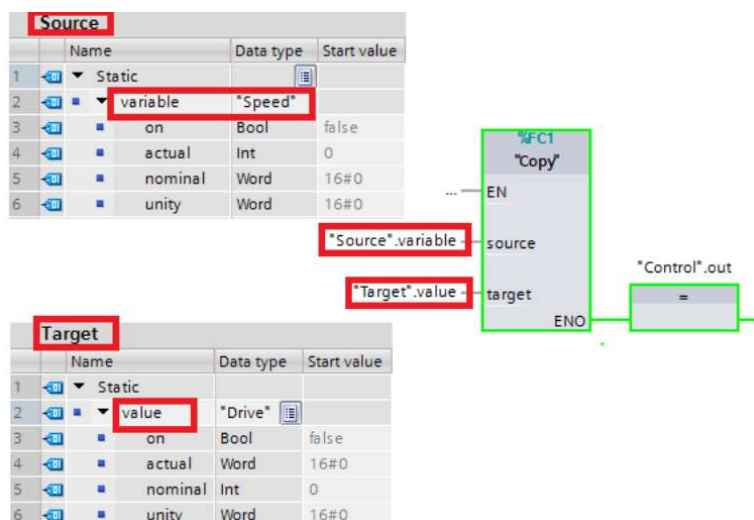 Source
Name Data type Start value
1 Static
2 variable "Speed"
3 on Bool false
4 actual Int 0
5 nominal Word 16#0
6 unity Word 16#0
%FC1
"Copy"
... EN
"Source".variable source
"Target".value target
ENO
"Control".out
=
Target
Name Data type Start value
1 Static
2 value "Drive"
3 on Bool false
4 actual Word 16#0
5 nominal Int 0
6 unity Word 16#0